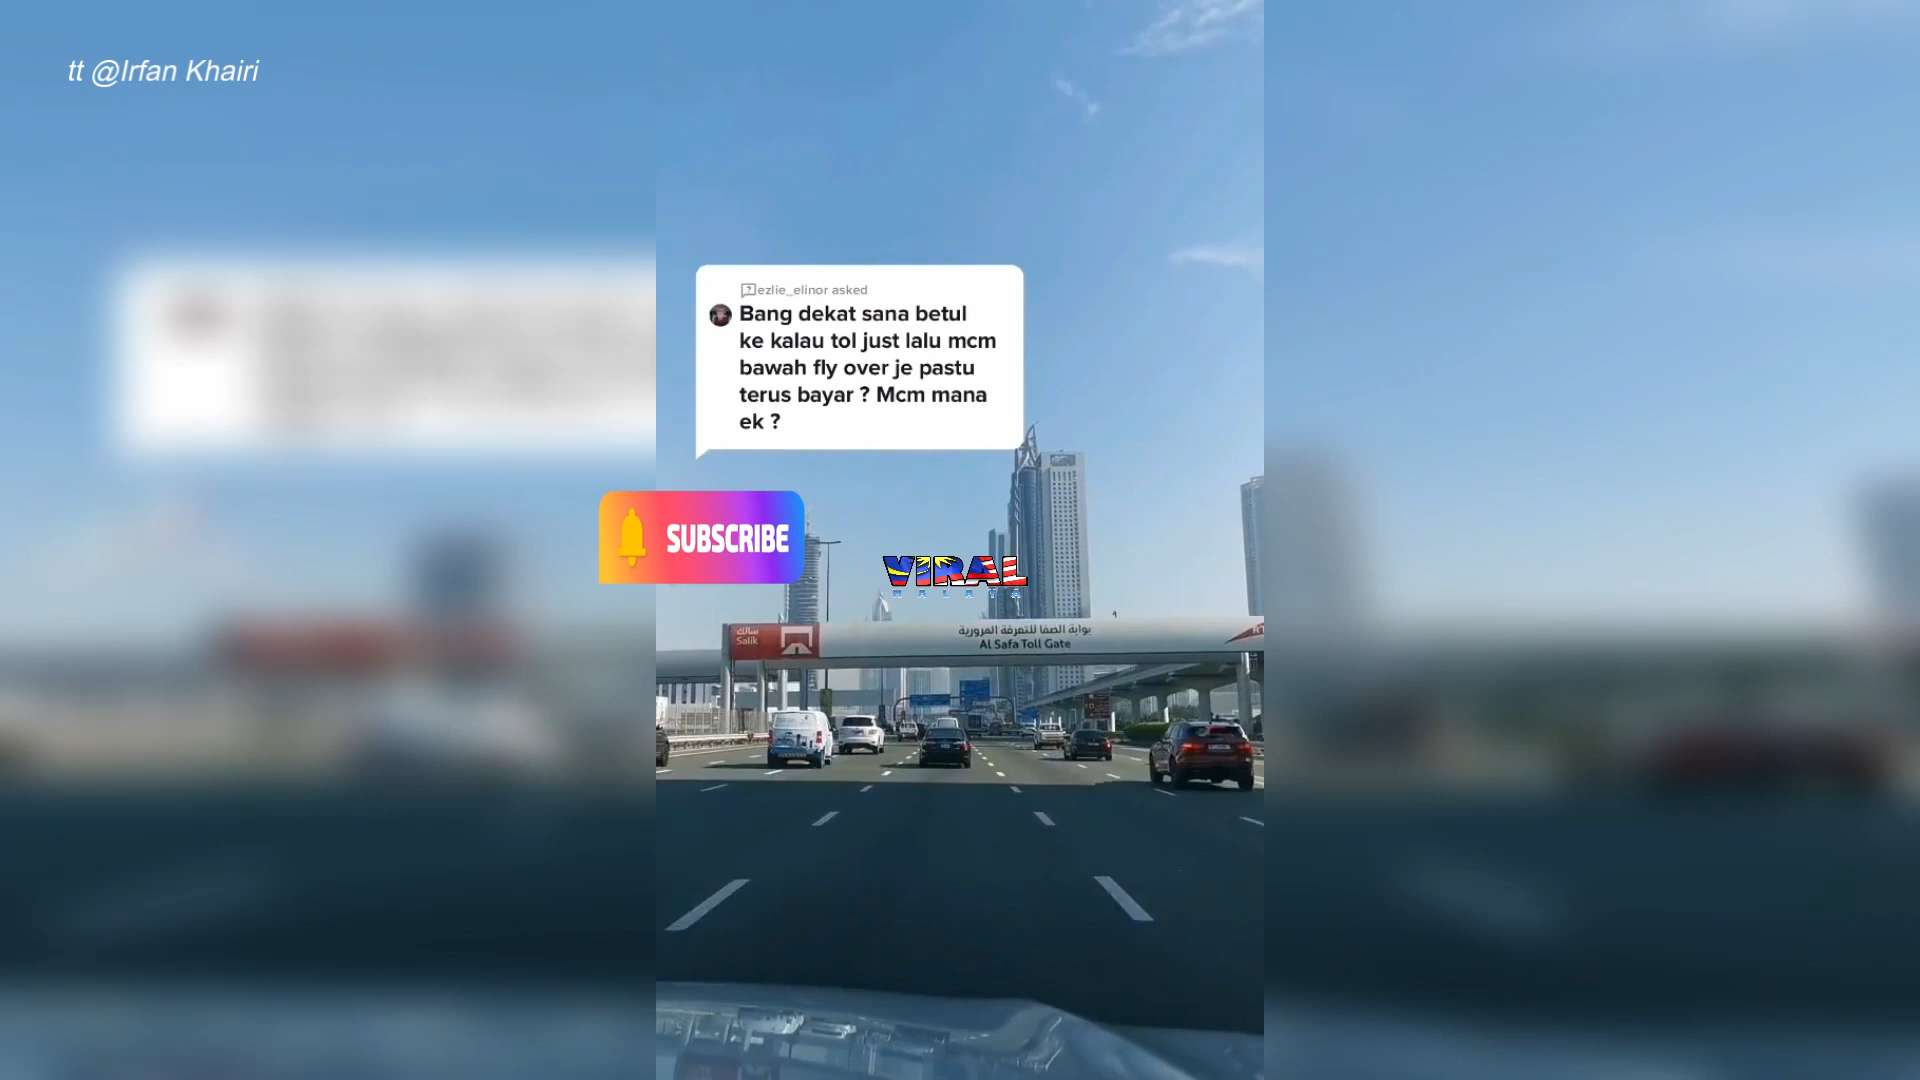 tt @Irfan Khairi
ezlie_elinor asked
Bang dekat sana betul
ke kalau tol just lalu mcm
bawah fly over je pastu
terus bayar ? Mcm mana
ek ?
SUBSCRIBE
VIRAL
MALAYA
سالك
Salik
بوابة الصفا للتعرفة المرورية
Al Safa Toll Gate